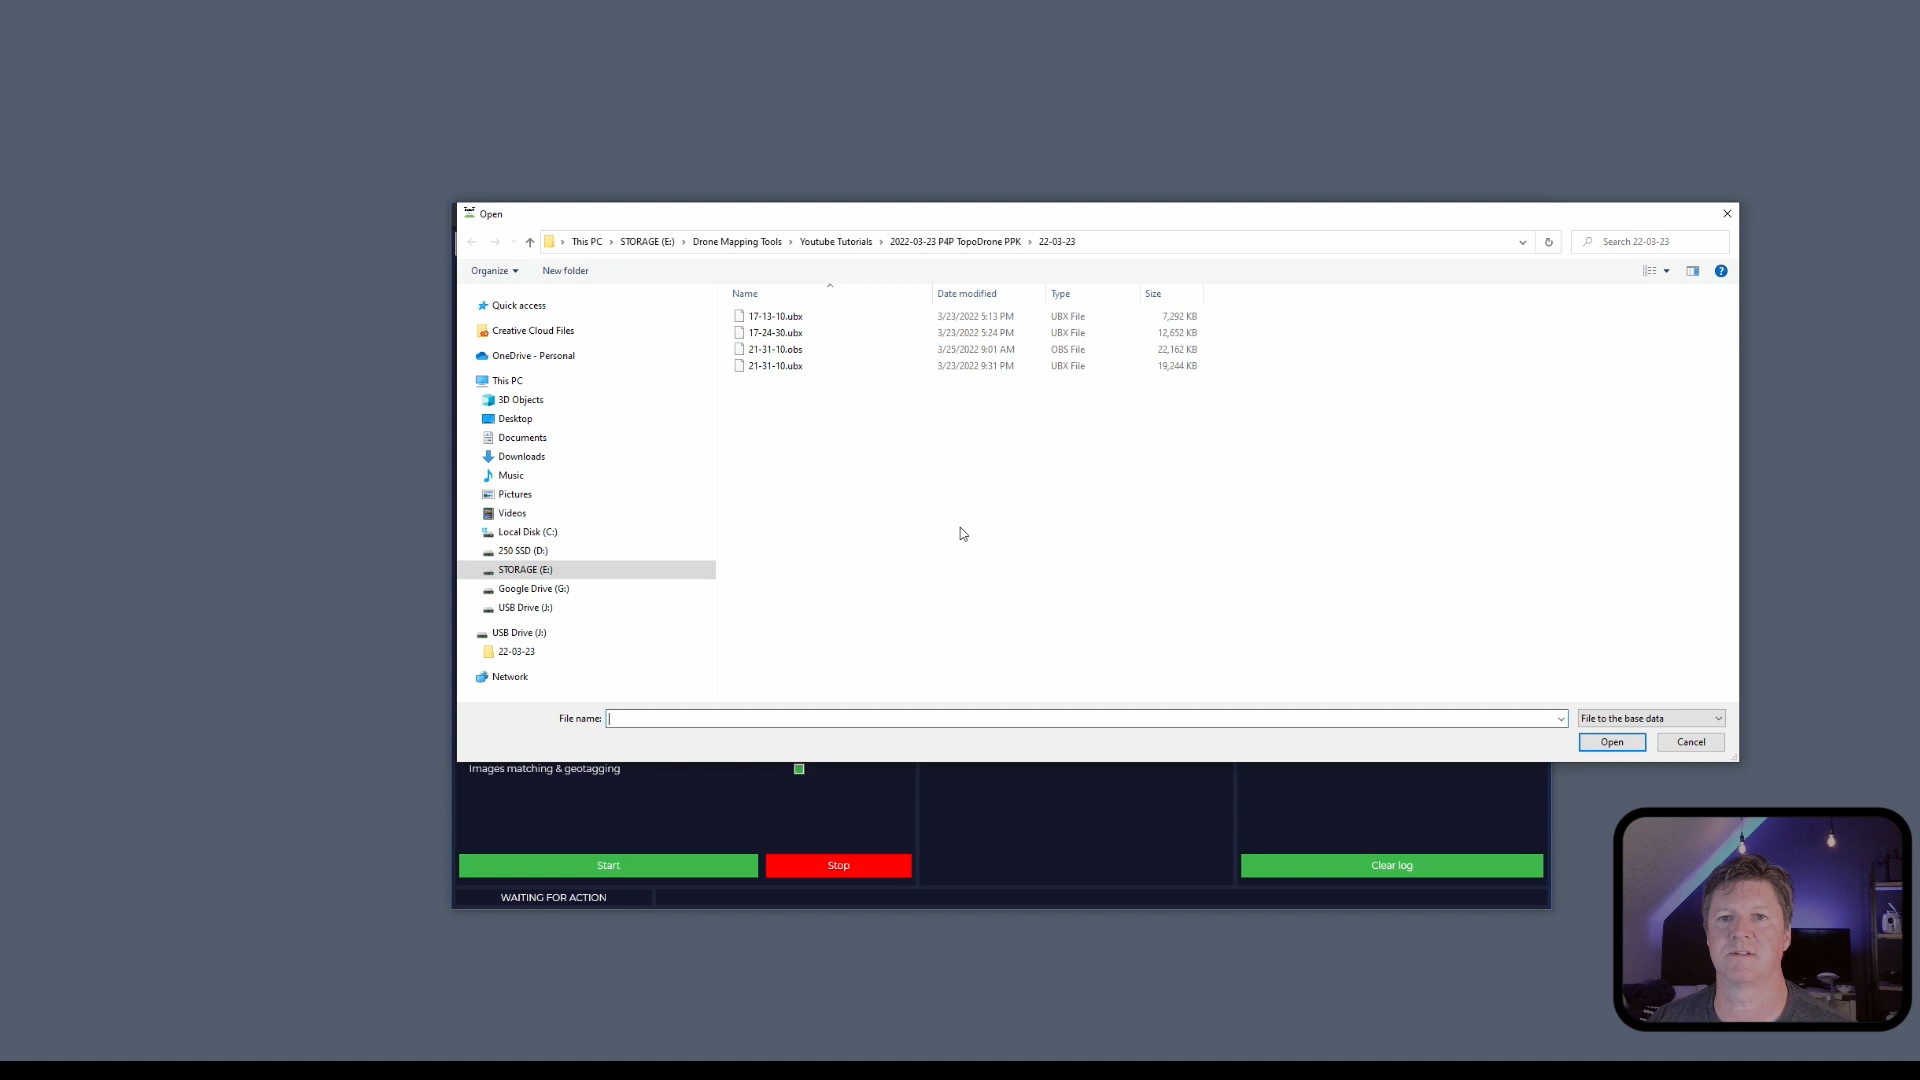 Open
This PC > STORAGE (E:) > Drone Mapping Tools > Youtube Tutorials > 2022-03-23 P4P TopoDrone PPK > 22-03-23
Search 22-03-23
Organize
New folder
Name Date modified Type Size
17-13-10.ubx 3/23/2022 5:13 PM UBX File 7,292 KB
17-24-30.ubx 3/23/2022 5:24 PM UBX File 12,652 KB
21-31-10.obs 3/25/2022 9:01 AM OBS File 22,162 KB
21-31-10.ubx 3/23/2022 9:31 PM UBX File 19,244 KB
Quick access
Creative Cloud Files
OneDrive - Personal
This PC
3D Objects
Desktop
Documents
Downloads
Music
Pictures
Videos
Local Disk (C:)
250 SSD (D:)
STORAGE (E:)
Google Drive (G:)
USB Drive (J:)
USB Drive (J:)
22-03-23
Network
File name:
File to the base data
Open
Cancel
Images matching & geotagging
Start
Stop
Clear log
WAITING FOR ACTION